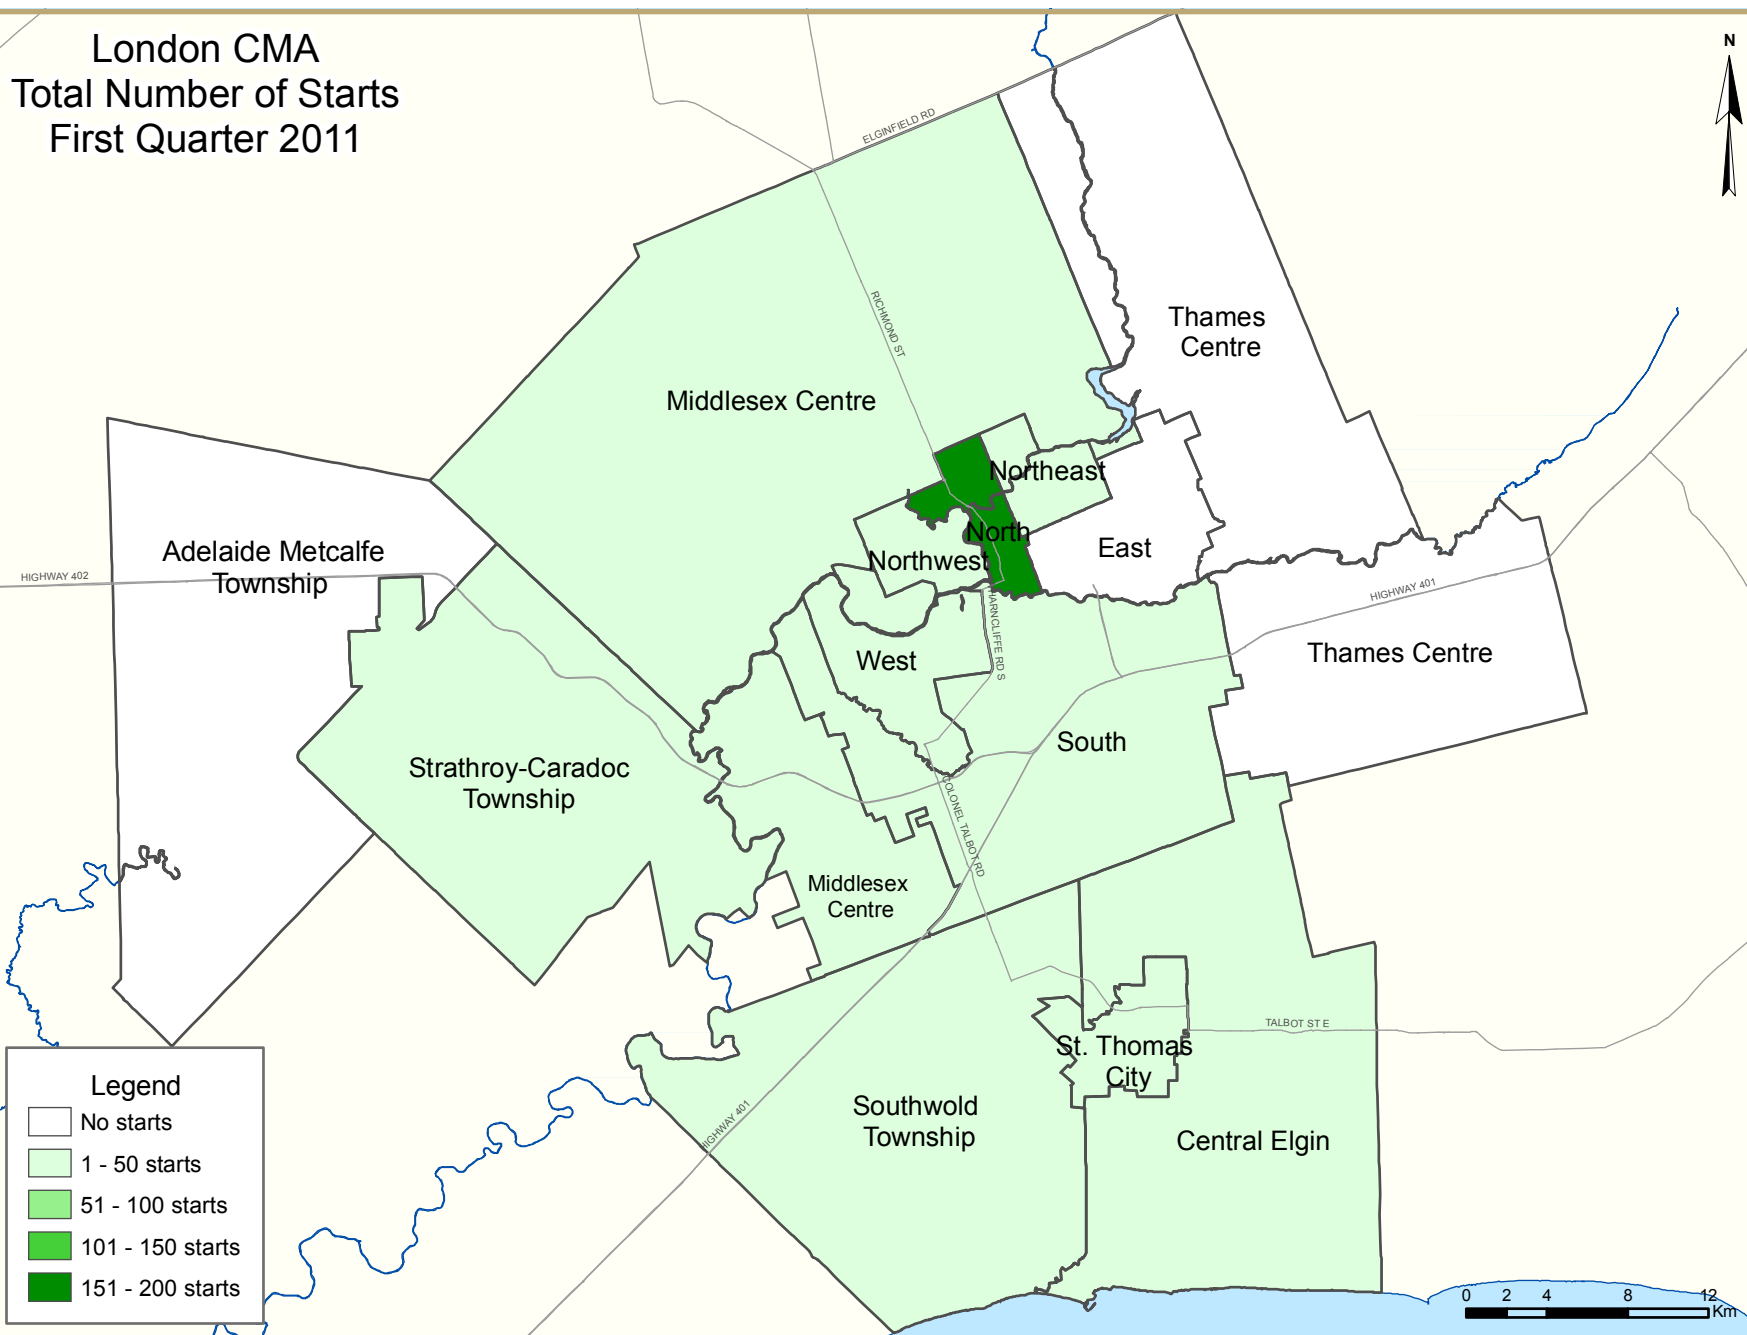 London CMA
Total Number of Starts
First Quarter 2011
N
ELGINFIELD RD
RICHMOND ST
Thames
Centre
Middlesex Centre
Northeast
North
East
Northwest
Adelaide Metcalfe
Township
HIGHWAY 402
HIGHWAY 401
WHARNCLIFFE RD S
West
Thames Centre
South
Strathroy-Caradoc
Township
COLONEL TALBOT RD
Middlesex
Centre
TALBOT ST E
St. Thomas
City
Southwold
Township
HIGHWAY 401
Central Elgin
Legend
No starts
1 - 50 starts
51 - 100 starts
101 - 150 starts
151 - 200 starts
0 2 4 8 12
Km